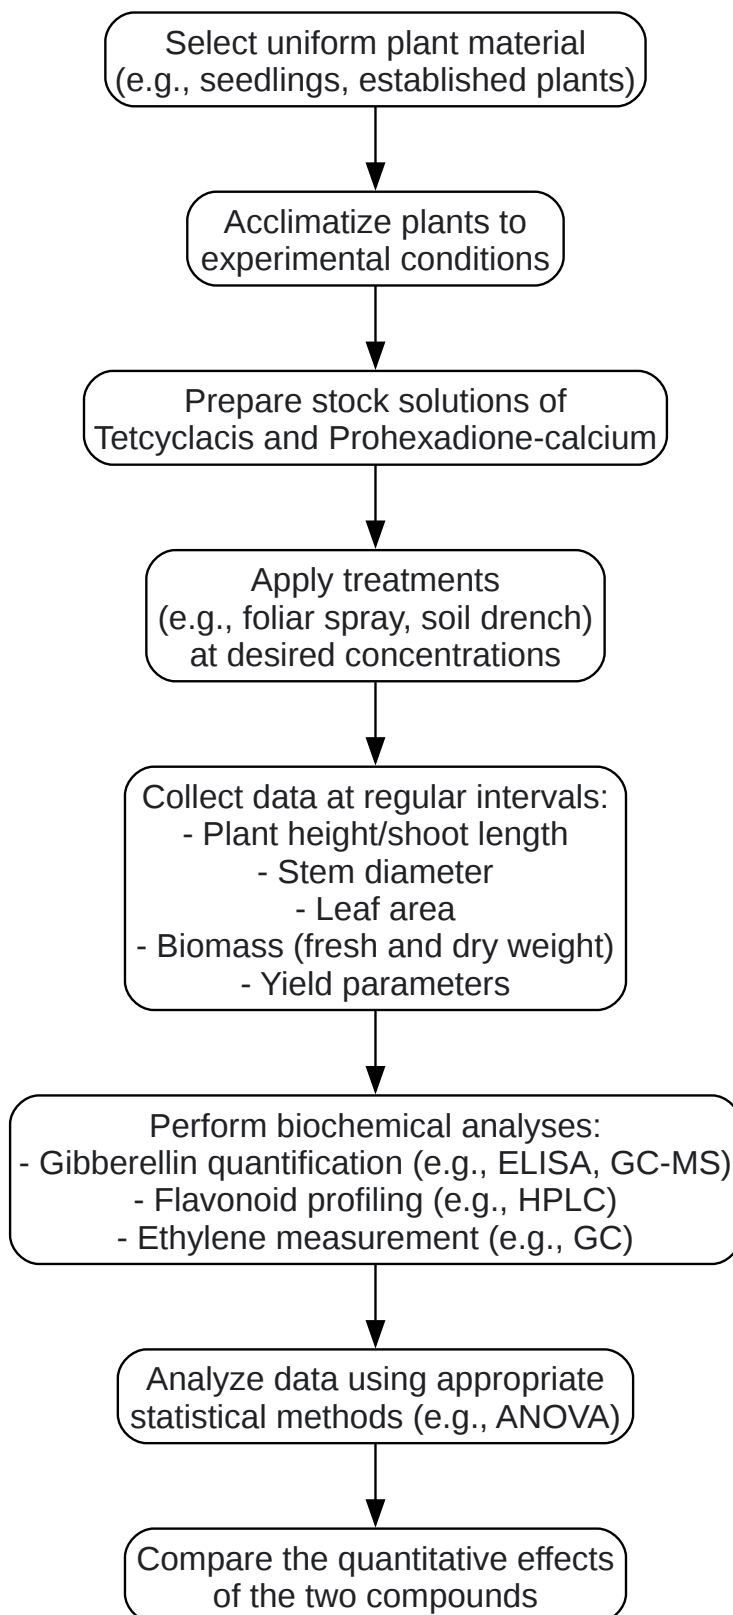 Select uniform plant material
(e.g., seedlings, established plants)
Acclimatize plants to
experimental conditions
Prepare stock solutions of
Tetcyclacis and Prohexadione-calcium
Apply treatments
(e.g., foliar spray, soil drench)
at desired concentrations
Collect data at regular intervals:
- Plant height/shoot length
- Stem diameter
- Leaf area
- Biomass (fresh and dry weight)
- Yield parameters
Perform biochemical analyses:
- Gibberellin quantification (e.g., ELISA, GC-MS)
- Flavonoid profiling (e.g., HPLC)
- Ethylene measurement (e.g., GC)
Analyze data using appropriate
statistical methods (e.g., ANOVA)
Compare the quantitative effects
of the two compounds